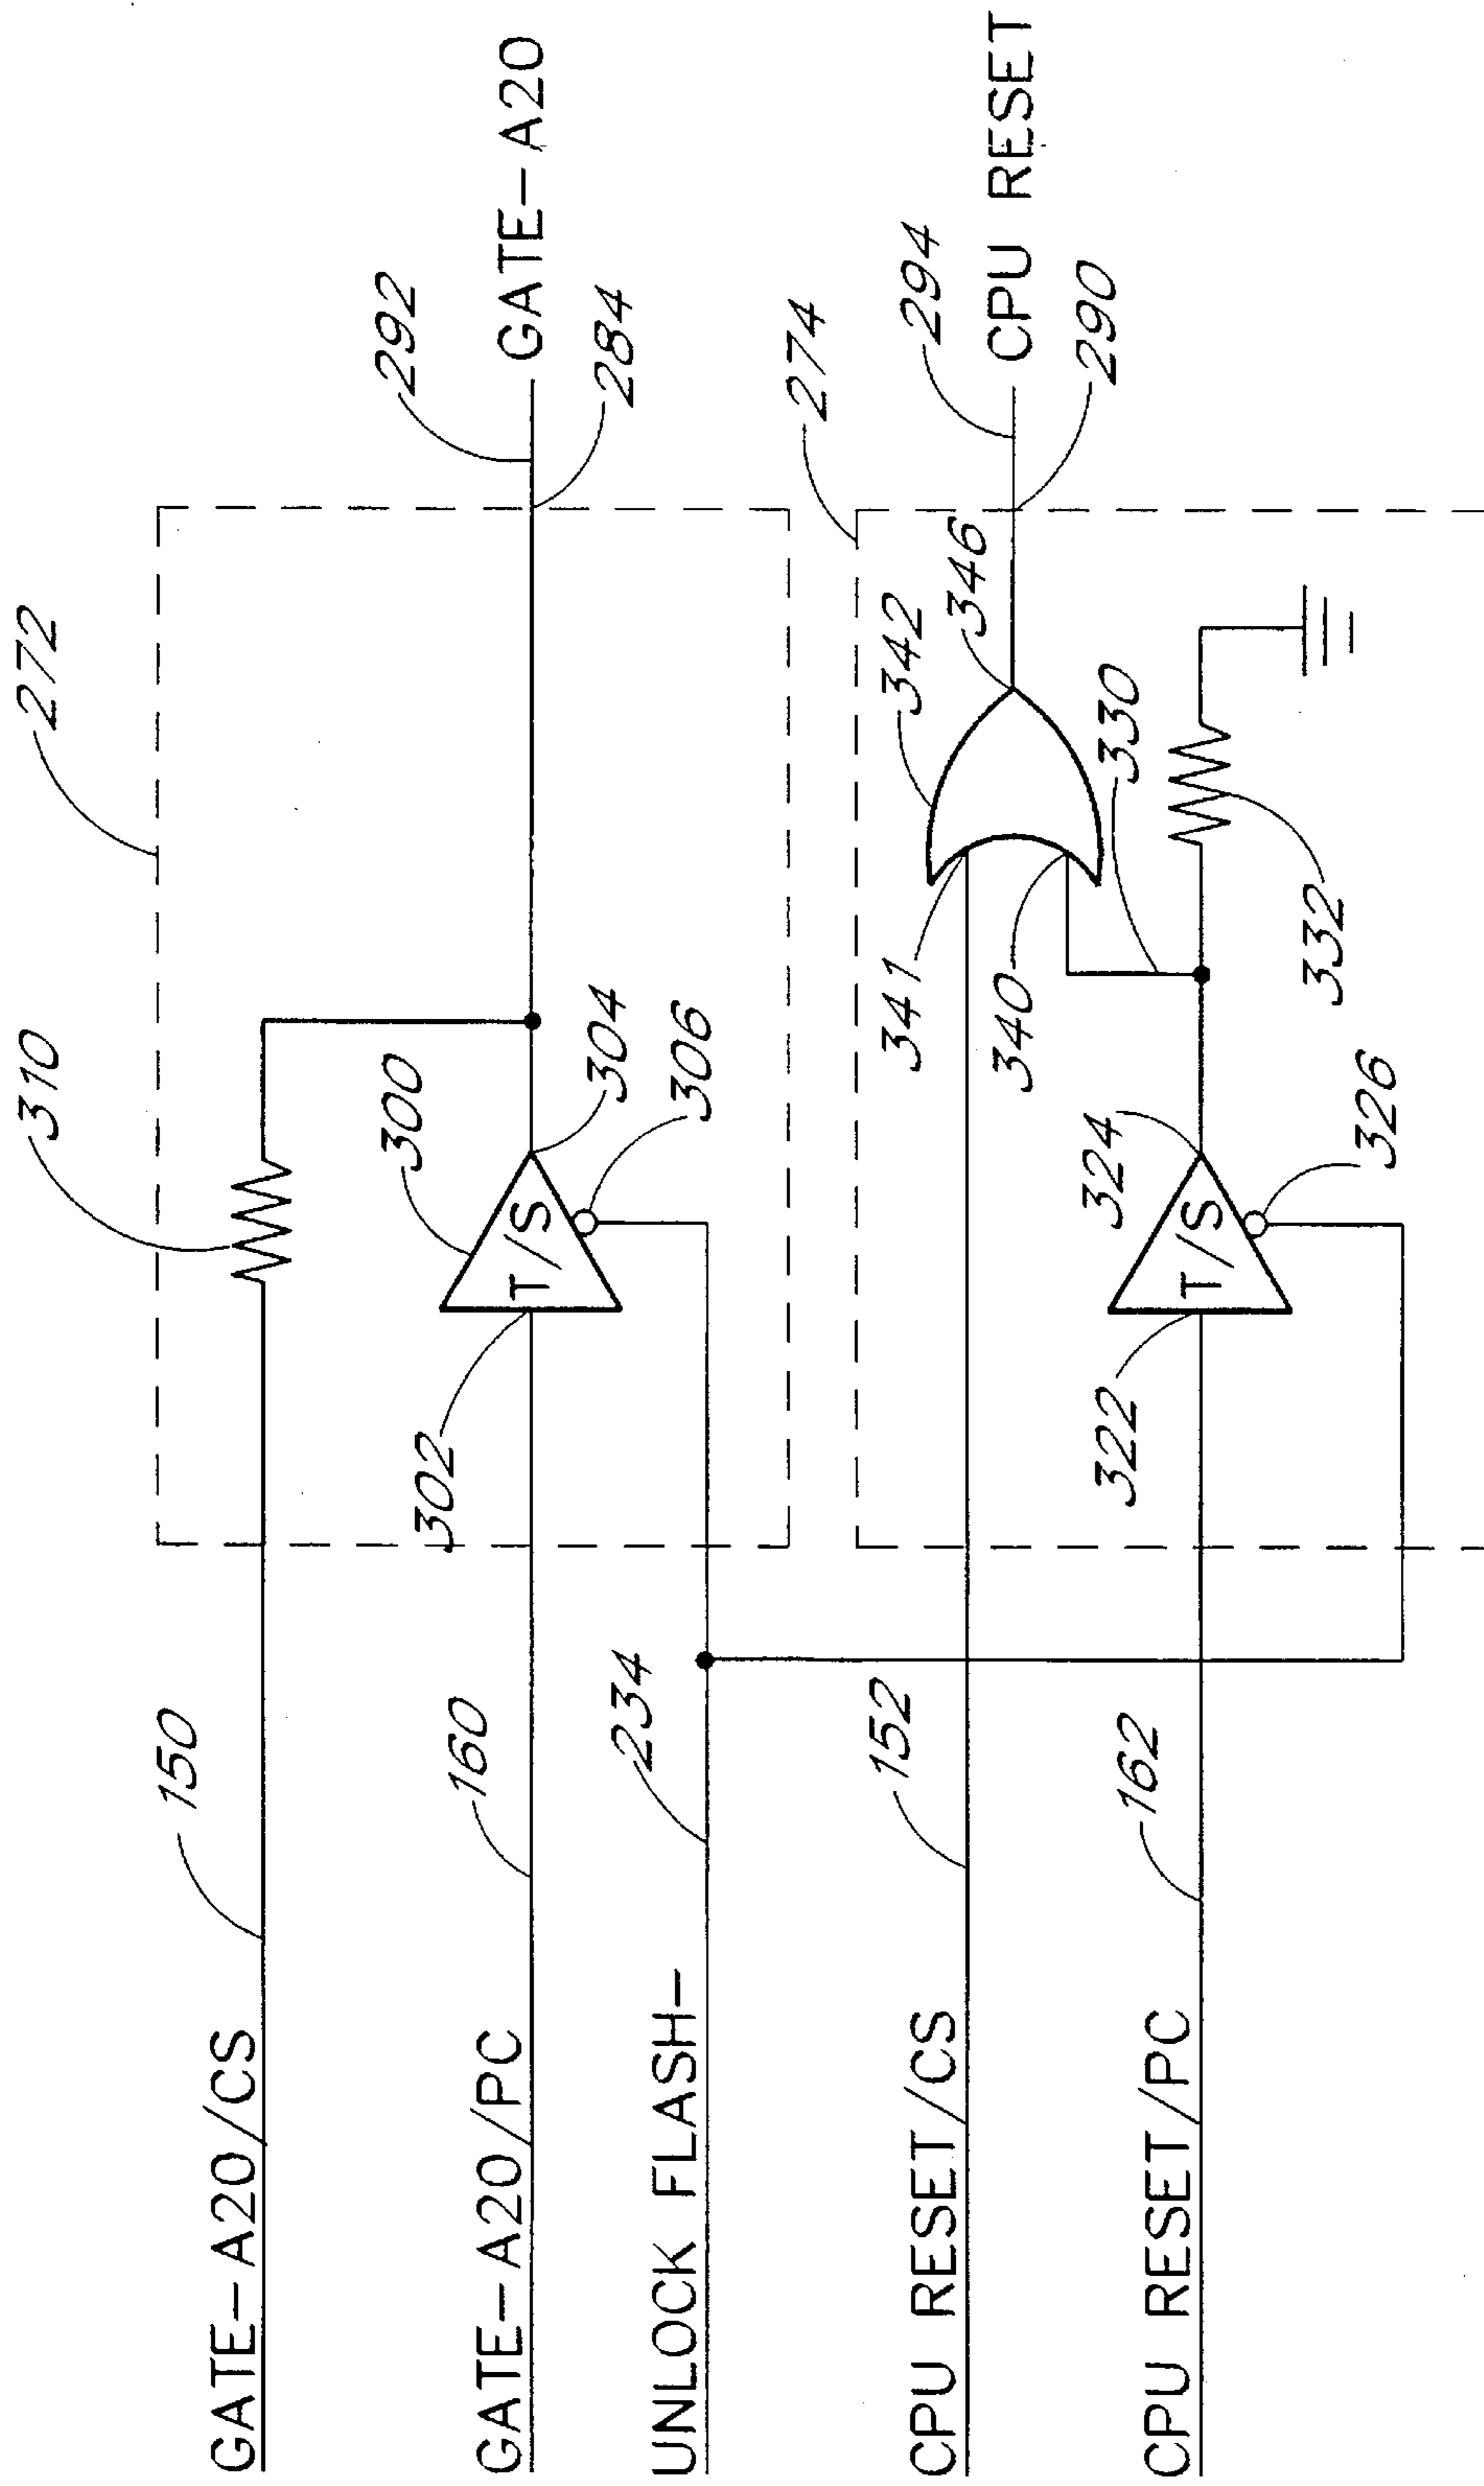 272
310
150
GATE-A20/CS
292
300
302
160
GATE-A20/PC
GATE-A20
284
304
T/S
306
234
UNLOCK FLASH-
274
294
342
346
341
152
CPU RESET/CS
CPU RESET
290
330
340
324
322
162
CPU RESET/PC
T/S
332
326